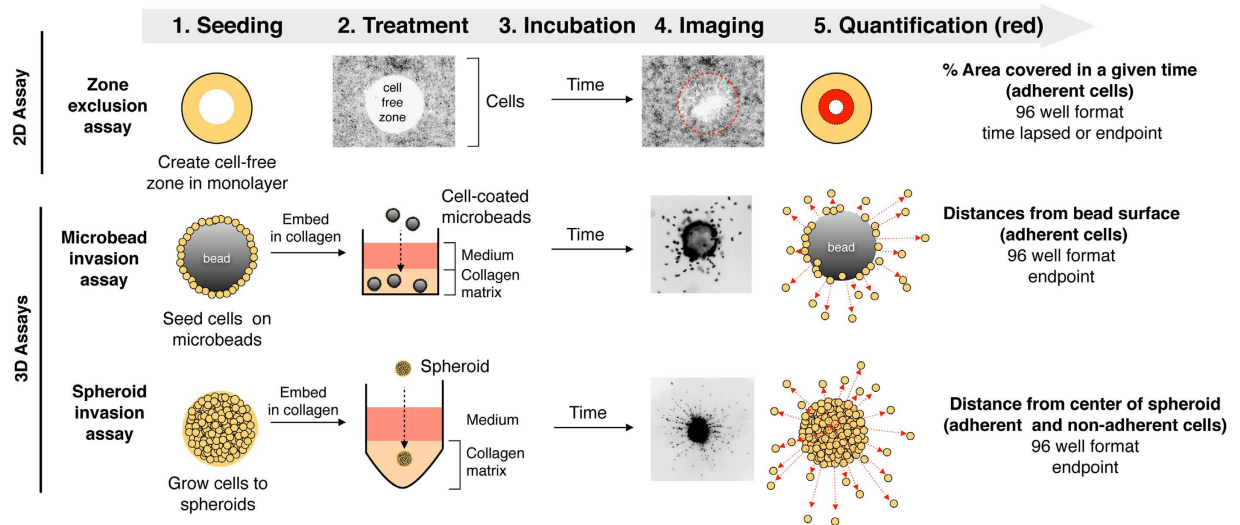 1. Seeding
2. Treatment
3. Incubation
4. Imaging
5. Quantification (red)
2D Assay
Zone
exclusion
assay
Create cell-free
zone in monolayer
cell
free
zone
Cells
Time
% Area covered in a given time
(adherent cells)
96 well format
time lapsed or endpoint
3D Assays
Microbead
invasion
assay
bead
Seed cells on
microbeads
Embed
in collagen
Cell-coated
microbeads
Medium
Collagen
matrix
Time
bead
Distances from bead surface
(adherent cells)
96 well format
endpoint
Spheroid
invasion
assay
Grow cells to
spheroids
Embed
in collagen
Spheroid
Medium
Collagen
matrix
Time
Distance from center of spheroid
(adherent and non-adherent cells)
96 well format
endpoint